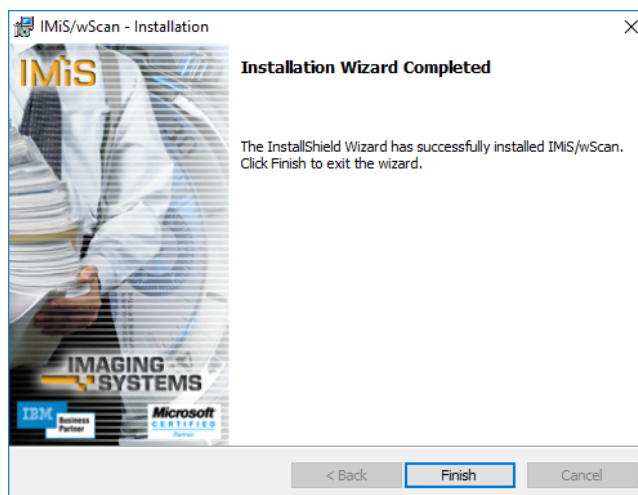 IMiS/wScan - Installation
IMiS
Installation Wizard Completed
The InstallShield Wizard has successfully installed IMiS/wScan.
Click Finish to exit the wizard.
IMAGING
SYSTEMS
IBM
Business
Partner
Microsoft
CERTIFIED
Partner
< Back
Finish
Cancel